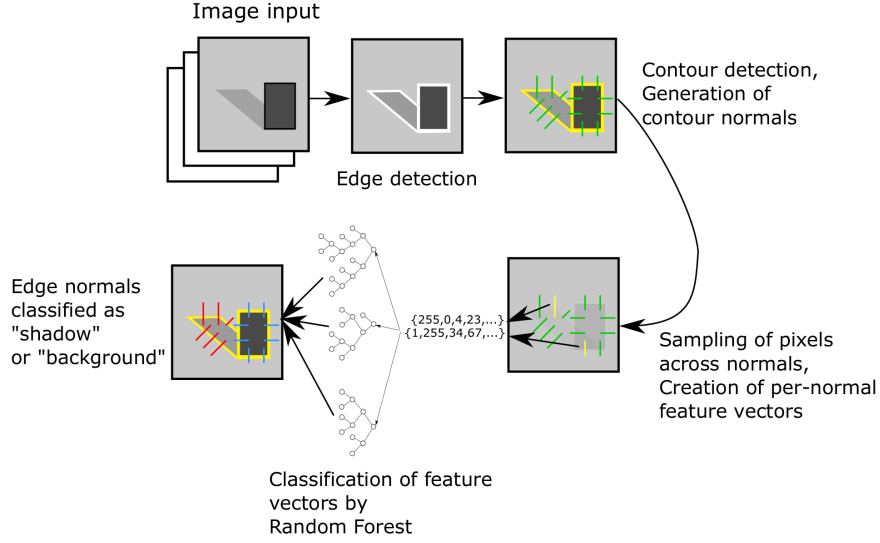 Image input
Contour detection,
Generation of
contour normals
Edge detection
Edge normals
classified as
"shadow"
or "background"
{255,0,4,23,...}
{1,255,34,67,...}
Sampling of pixels
across normals,
Creation of per-normal
feature vectors
Classification of feature
vectors by
Random Forest